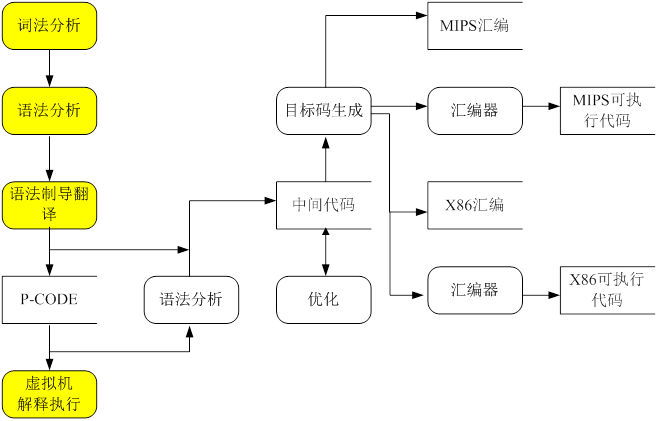 词法分析
MIPS汇编
语法分析
目标码生成
汇编器
MIPS可执
行代码
语法制导翻
译
中间代码
X86汇编
P-CODE
语法分析
优化
汇编器
X86可执行
代码
虚拟机
解释执行